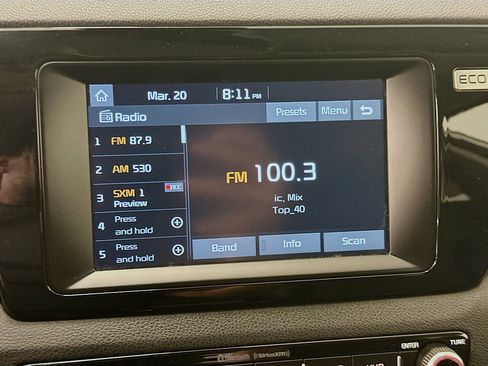 Mar. 20
8:11 PM
ECO
Radio
Presets
Menu
1 FM 87.9
2 AM 530
3 SXM 1
Preview
4 Press
and hold
5 Press
and hold
FM 100.3
ic, Mix
Top_40
Band
Info
Scan
ENTER
TUNE
Bluetooth
SiriusXM